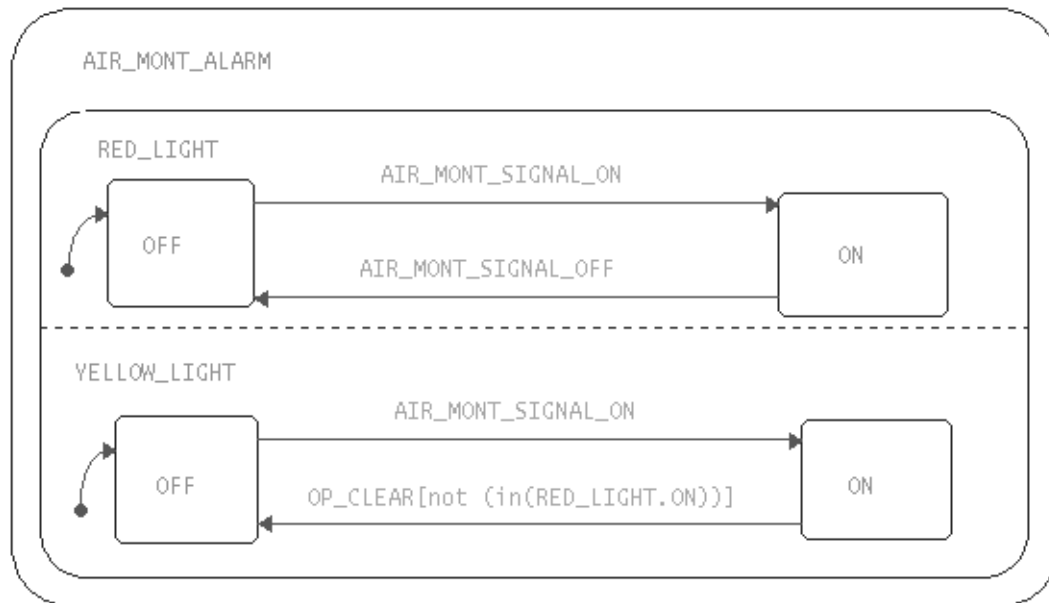 AIR_MONT_ALARM
RED_LIGHT
AIR_MONT_SIGNAL_ON
OFF
ON
AIR_MONT_SIGNAL_OFF
YELLOW_LIGHT
AIR_MONT_SIGNAL_ON
OFF
ON
OP_CLEAR[not (in(RED_LIGHT.ON))]